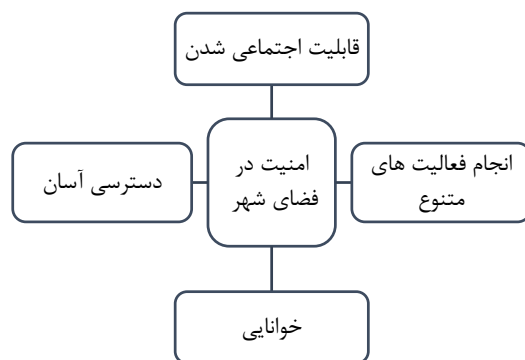 قابلیت اجتماعی شدن
انجام فعالیت های
متنوع
امنیت در
فضای شهر
دسترسی آسان
خوانایی